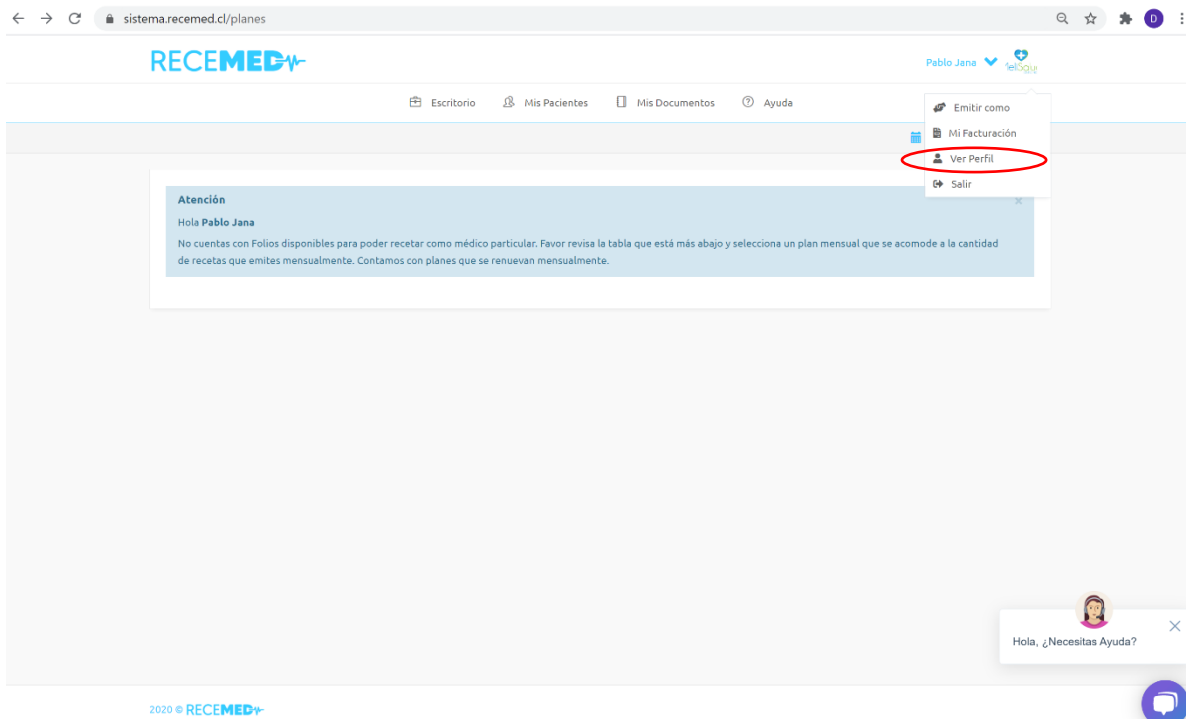 sistema.recemed.cl/planes
D
RECEMED
Pablo Jana
Escritorio
Mis Pacientes
Mis Documentos
Ayuda
Emitir como
Mi Facturación
Ver Perfil
Salir
Atención
Hola Pablo Jana
No cuentas con Folios disponibles para poder recetar como médico particular. Favor revisa la tabla que está más abajo y selecciona un plan mensual que se acomode a la cantidad
de recetas que emites mensualmente. Contamos con planes que se renuevan mensualmente.
Hola, ¿Necesitas Ayuda?
2020 © RECEMED